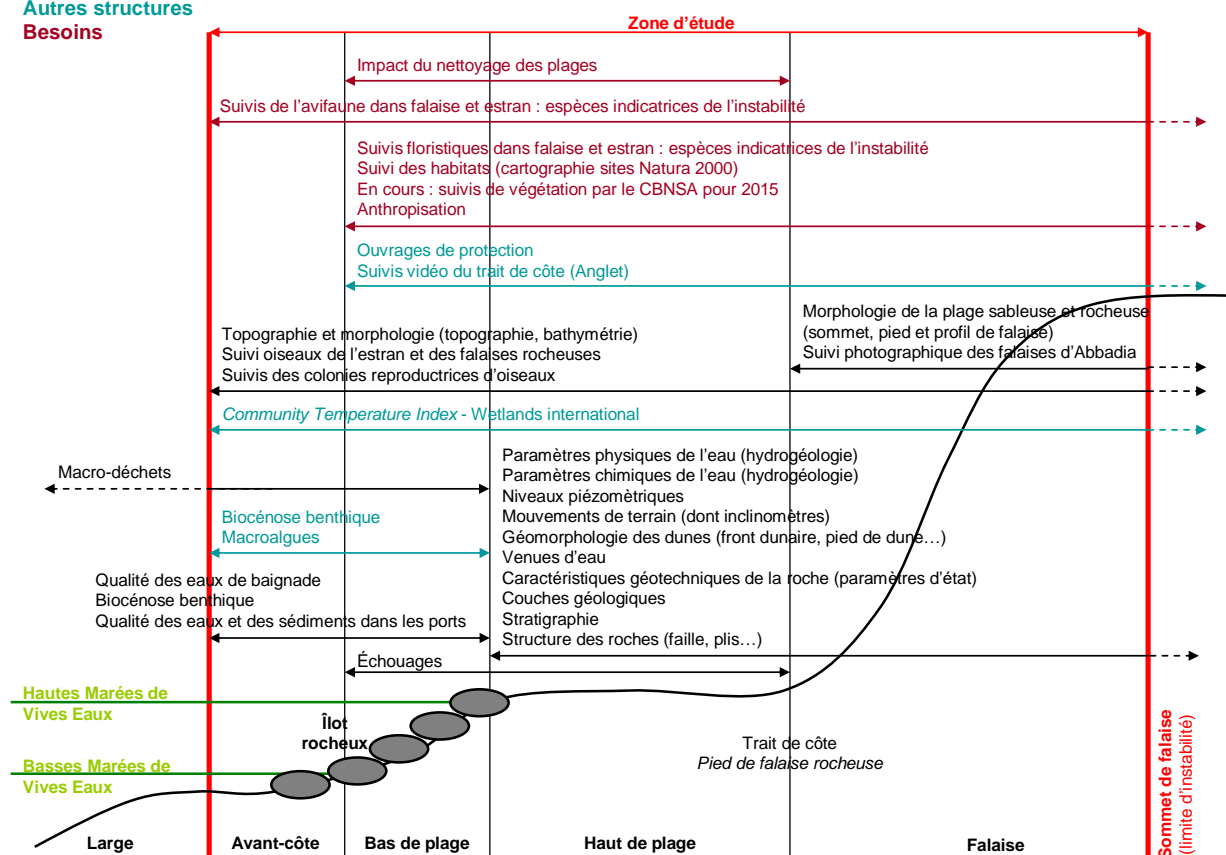 Autres structures
Besoins
Zone d'étude
Impact du nettoyage des plages
Suivis de l'avifaune dans falaise et estran : espèces indicatrices de l'instabilité
Suivis floristiques dans falaise et estran : espèces indicatrices de l'instabilité
Suivi des habitats (cartographie sites Natura 2000)
En cours : suivis de végétation par le CBNSA pour 2015
Anthropisation
Ouvrages de protection
Suivis vidéo du trait de côte (Anglet)
Morphologie de la plage sableuse et rocheuse
(sommet, pied et profil de falaise)
Suivi photographique des falaises d'Abbadia
Topographie et morphologie (topographie, bathymétrie)
Suivi oiseaux de l'estran et des falaises rocheuses
Suivis des colonies reproductrices d'oiseaux
Community Temperature Index - Wetlands international
Macro-déchets
Paramètres physiques de l'eau (hydrogéologie)
Paramètres chimiques de l'eau (hydrogéologie)
Niveaux piézomètriques
Mouvements de terrain (dont inclinomètres)
Géomorphologie des dunes (front dunaire, pied de dune…)
Venues d'eau
Caractéristiques géotechniques de la roche (paramètres d'état)
Couches géologiques
Stratigraphie
Structure des roches (faille, plis…)
Biocénose benthique
Macroalgues
Qualité des eaux de baignade
Biocénose benthique
Qualité des eaux et des sédiments dans les ports
Échouages
Hautes Marées de
Vives Eaux
Îlot
rocheux
Basses Marées de
Vives Eaux
Trait de côte
Pied de falaise rocheuse
Sommet de falaise
(limite d'instabilité)
Large
Avant-côte
Bas de plage
Haut de plage
Falaise